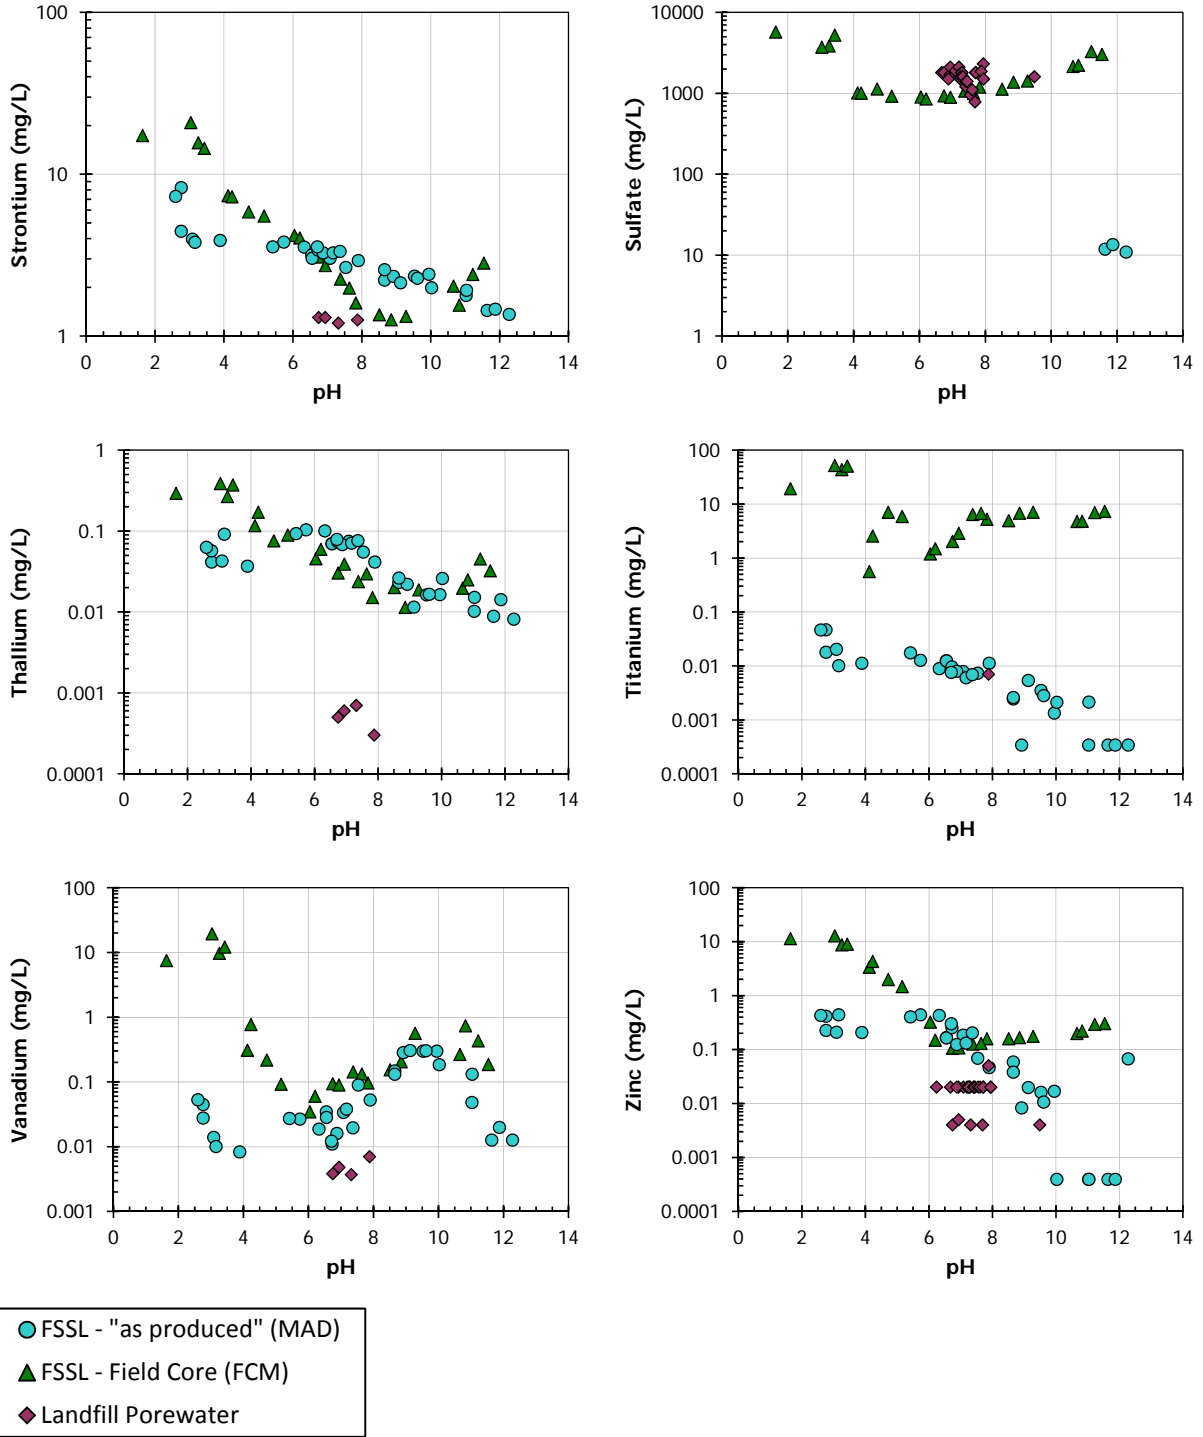 100
10
1
Strontium (mg/L)
0 2 4 6 8 10 12 14
pH
10000
1000
100
10
1
Sulfate (mg/L)
0 2 4 6 8 10 12 14
pH
1
0.1
0.01
0.001
0.0001
Thallium (mg/L)
0 2 4 6 8 10 12 14
pH
100
10
1
0.1
0.01
0.001
0.0001
Titanium (mg/L)
0 2 4 6 8 10 12 14
pH
100
10
1
0.1
0.01
0.001
Vanadium (mg/L)
0 2 4 6 8 10 12 14
pH
100
10
1
0.1
0.01
0.001
0.0001
Zinc (mg/L)
0 2 4 6 8 10 12 14
pH
FSSL - "as produced" (MAD)
FSSL - Field Core (FCM)
Landfill Porewater